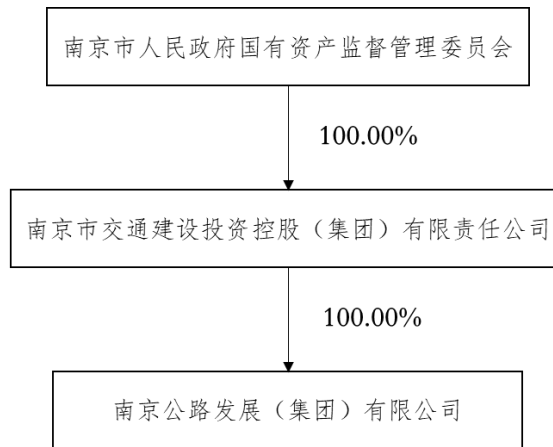 南京市人民政府国有资产监督管理委员会
100.00%
南京市交通建设投资控股（集团）有限责任公司
100.00%
南京公路发展（集团）有限公司